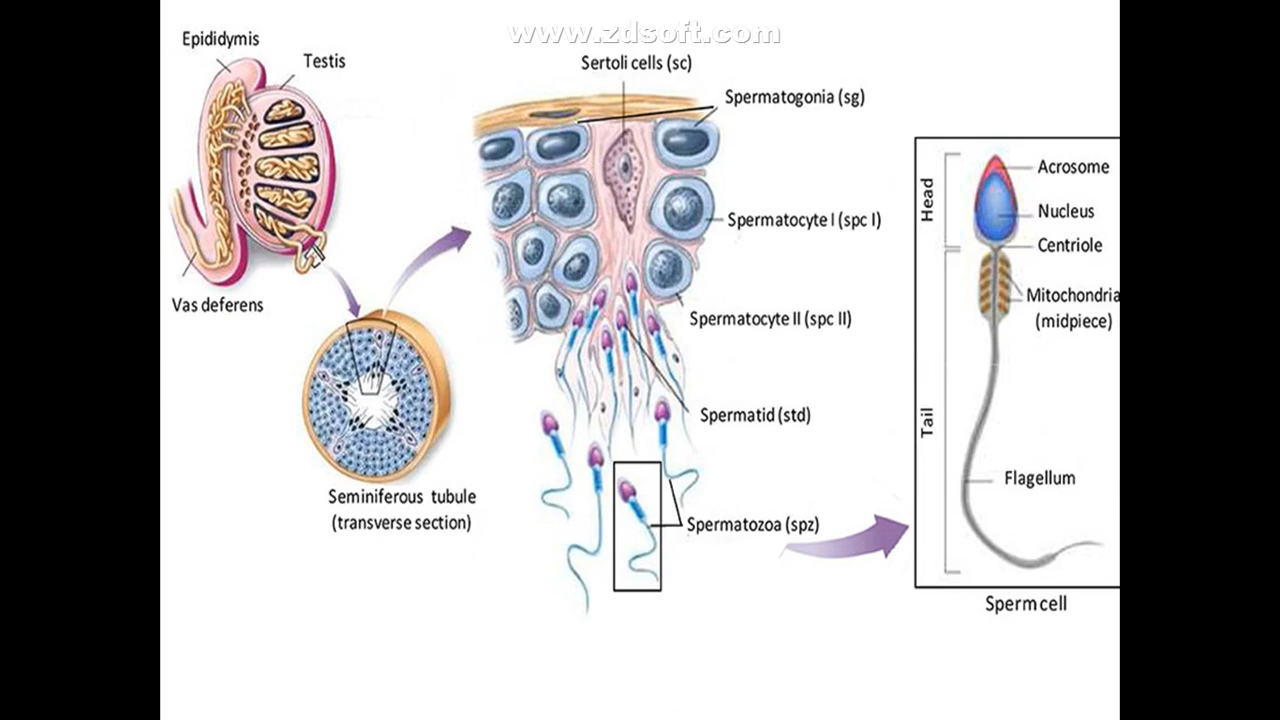 www.zdsoft.com
Epididymis
Testis
Vas deferens
Seminiferous tubule
(transverse section)
Sertoli cells (sc)
Spermatogonia (sg)
Spermatocyte I (spc I)
Spermatocyte II (spc II)
Spermatid (std)
Spermatozoa (spz)
Head
Acrosome
Nucleus
Centriole
Mitochondria
(midpiece)
Tail
Flagellum
Sperm cell